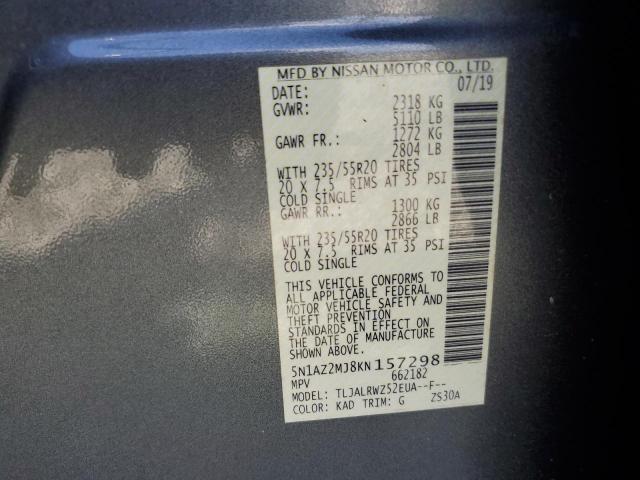 MFD BY NISSAN MOTOR CO., LTD.
DATE: 07/19
GVWR: 2318 KG
5110 LB
GAWR FR.: 1272 KG
2804 LB
WITH 235/55R20 TIRES
20 X 7.5 RIMS AT 35 PSI
COLD SINGLE
GAWR RR.: 1300 KG
2866 LB
WITH 235/55R20 TIRES
20 X 7.5 RIMS AT 35 PSI
COLD SINGLE
THIS VEHICLE CONFORMS TO
ALL APPLICABLE FEDERAL
MOTOR VEHICLE SAFETY AND
THEFT PREVENTION
STANDARDS IN EFFECT ON
THE DATE OF MANUFACTURE
SHOWN ABOVE.
5N1AZ2MJ8KN157298
MPV 662182
MODEL: TLJALRWZ52EUA--F--
COLOR: KAD TRIM: G ZS30A